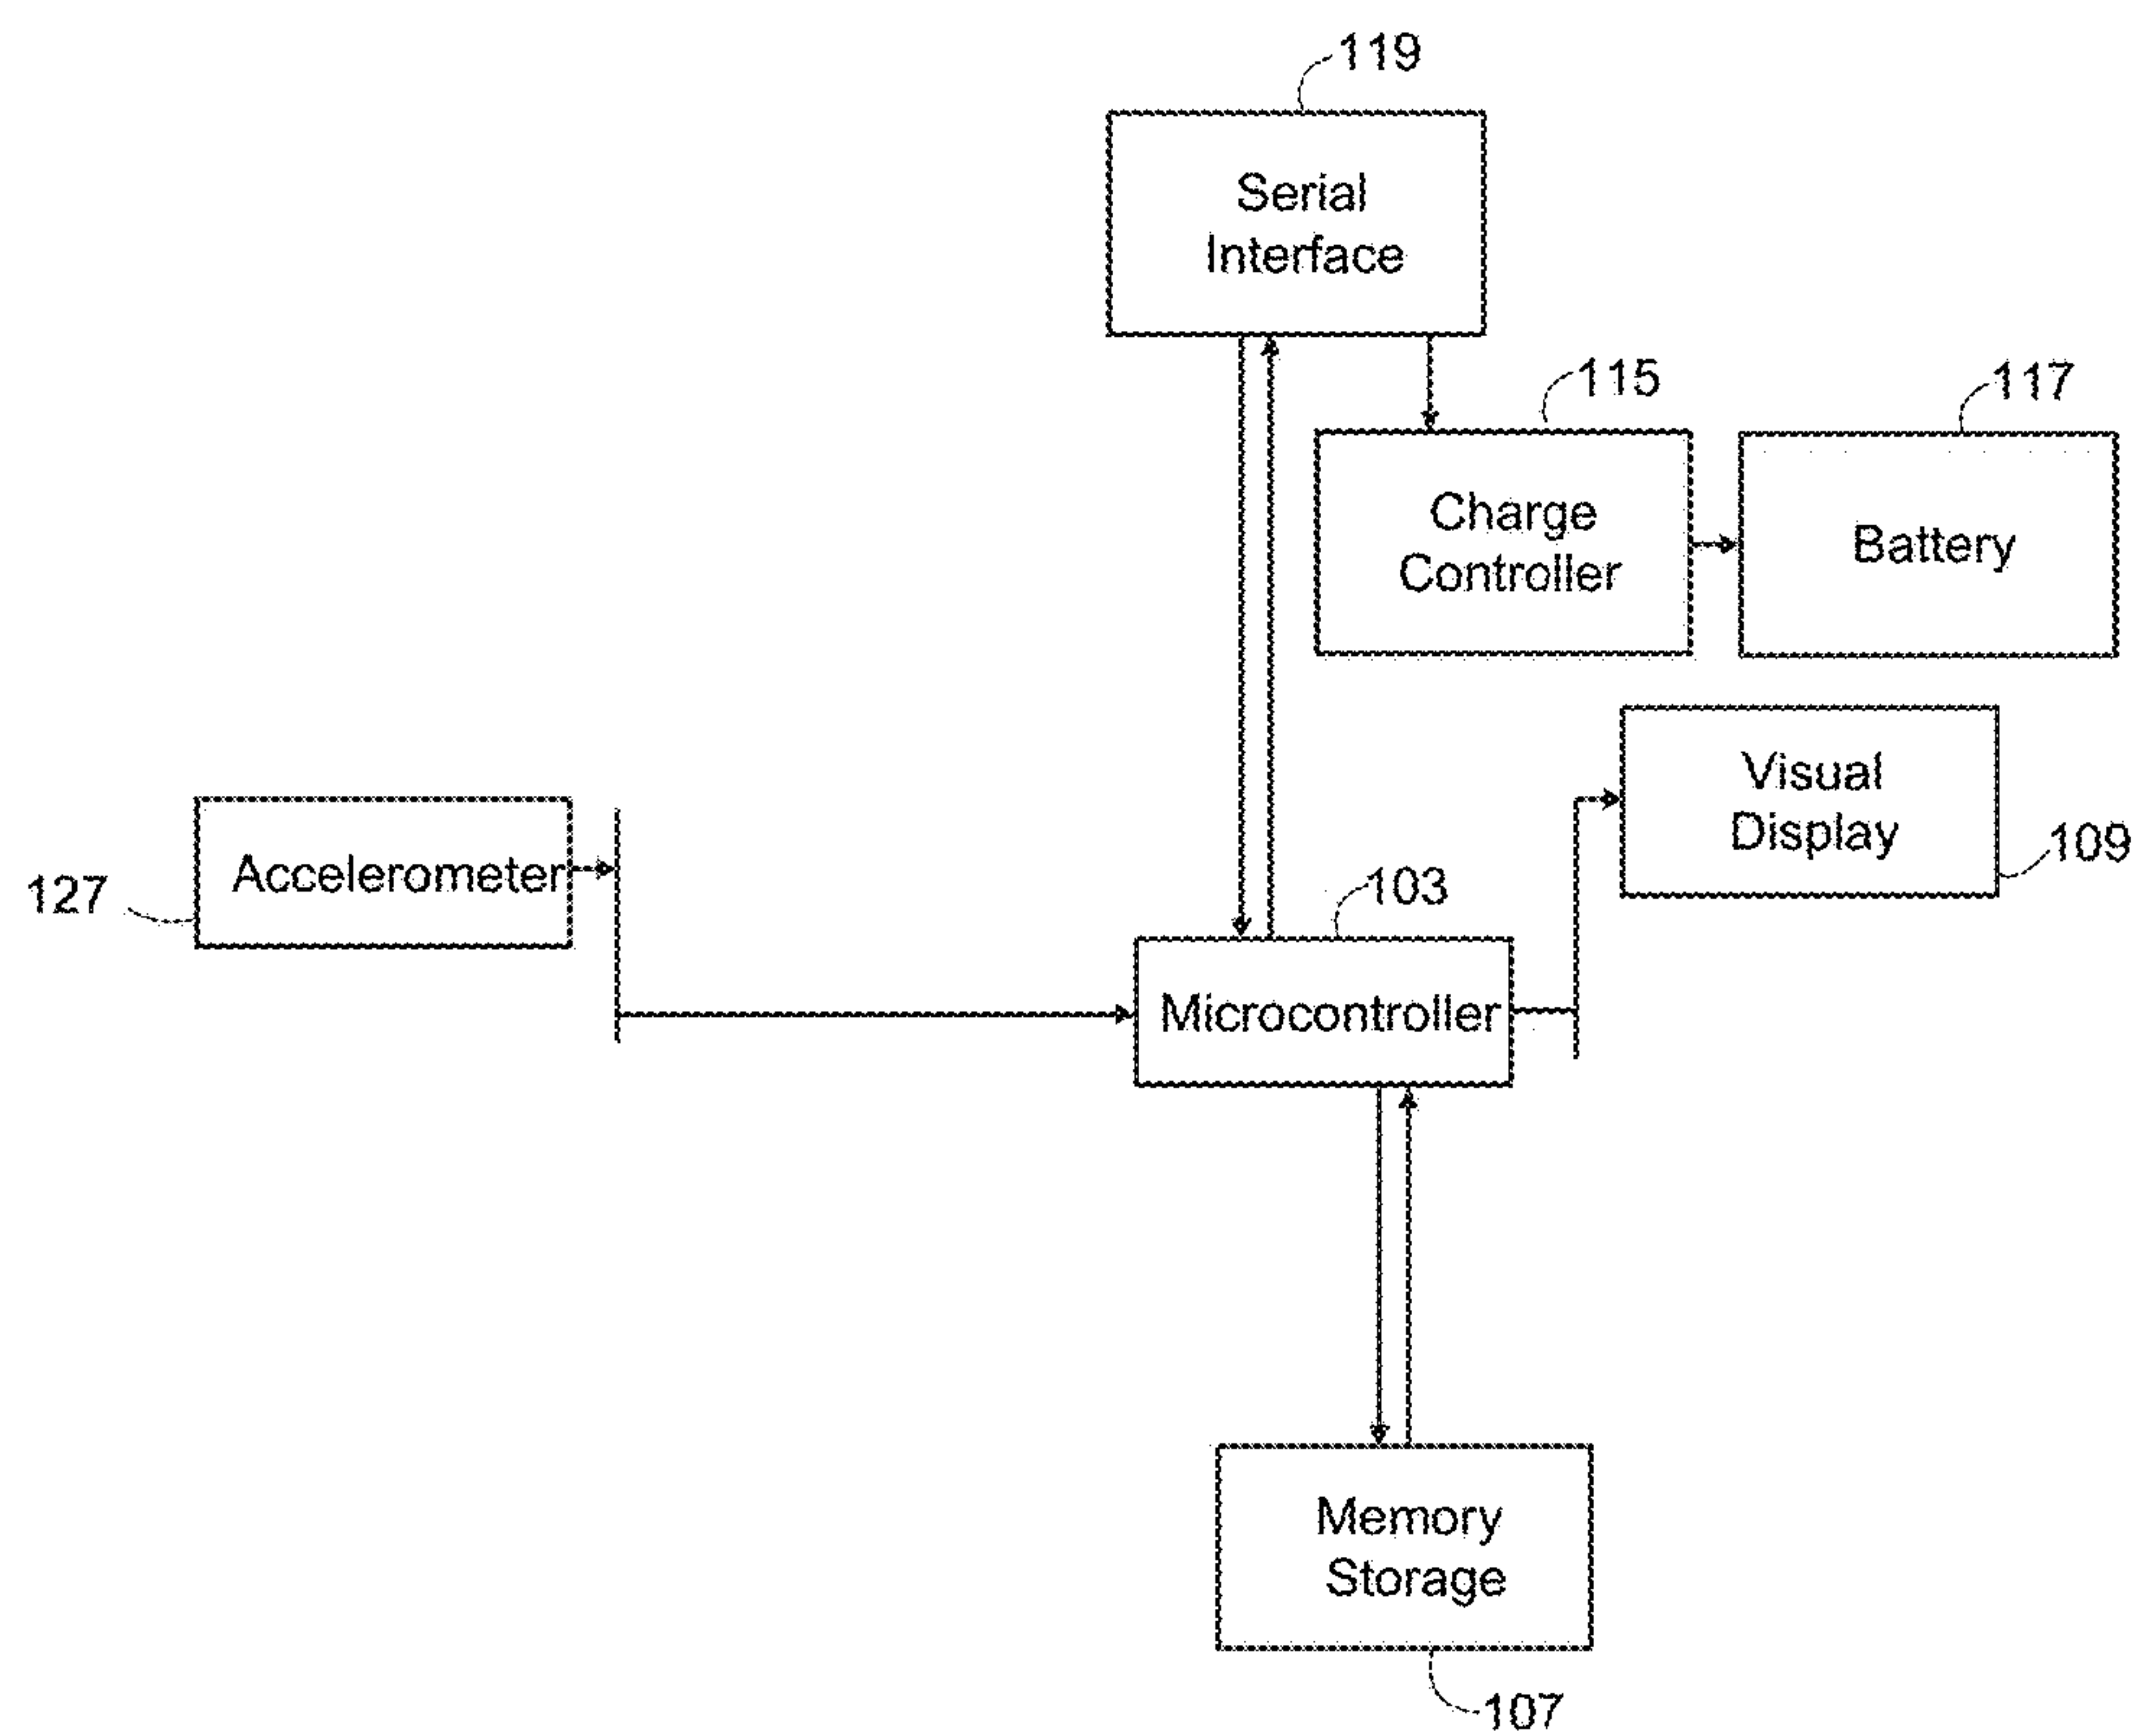 119
Serial
Interface
115
117
Charge
Controller
Battery
Visual
Display
109
Accelerometer
127
103
Microcontroller
Memory
Storage
107